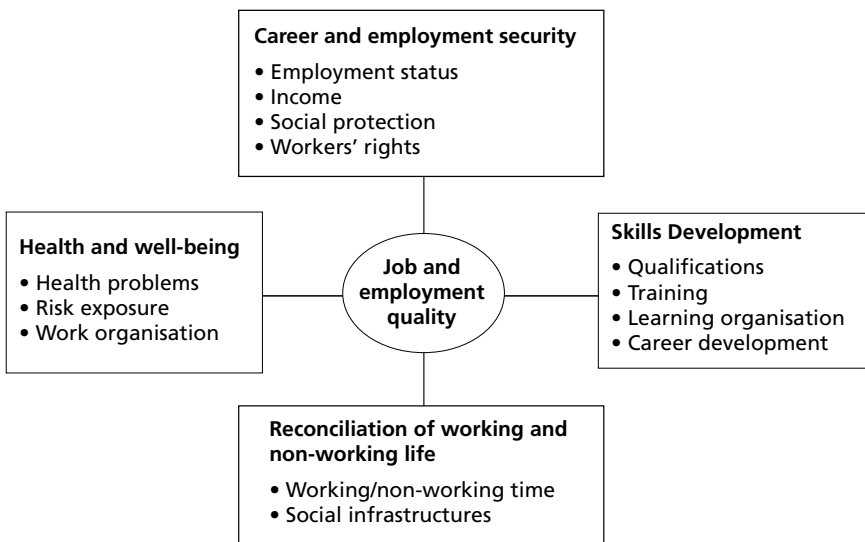 Career and employment security
• Employment status
• Income
• Social protection
• Workers’ rights
Health and well-being
• Health problems
• Risk exposure
• Work organisation
Job and
employment
quality
Skills Development
• Qualifications
• Training
• Learning organisation
• Career development
Reconciliation of working and
non-working life
• Working/non-working time
• Social infrastructures